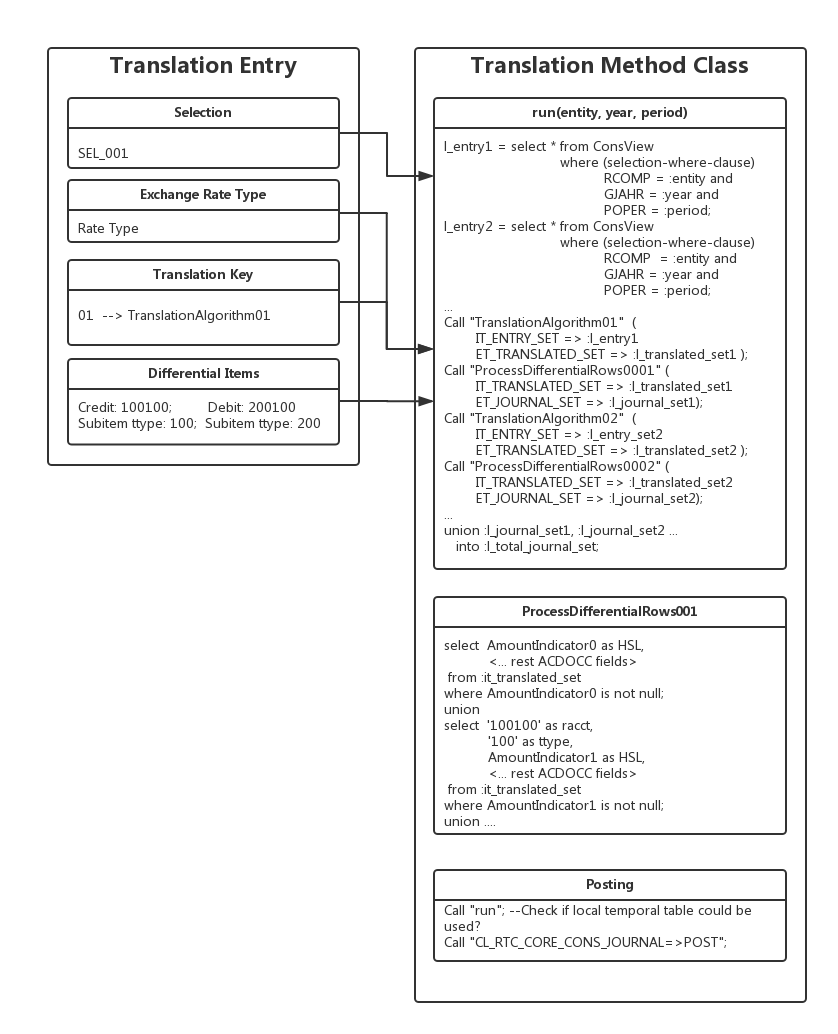 Translation Entry
Selection
SEL_001
Exchange Rate Type
Rate Type
Translation Key
01 --> TranslationAlgorithm01
Differential Items
Credit: 100100; Debit: 200100
Subitem ttype: 100; Subitem ttype: 200
Translation Method Class
run(entity, year, period)
l_entry1 = select * from ConsView
where (selection-where-clause)
RCOMP = :entity and
GJAHR = :year and
POPER = :period;
l_entry2 = select * from ConsView
where (selection-where-clause)
RCOMP = :entity and
GJAHR = :year and
POPER = :period;
...
Call "TranslationAlgorithm01" (
IT_ENTRY_SET => :l_entry1
ET_TRANSLATED_SET => :l_translated_set1 );
Call "ProcessDifferentialRows0001" (
IT_TRANSLATED_SET => :l_translated_set1
ET_JOURNAL_SET => :l_journal_set1);
Call "TranslationAlgorithm02" (
IT_ENTRY_SET => :l_entry_set2
ET_TRANSLATED_SET => :l_translated_set2 );
Call "ProcessDifferentialRows0002" (
IT_TRANSLATED_SET => :l_translated_set2
ET_JOURNAL_SET => :l_journal_set2);
...
union :l_journal_set1, :l_journal_set2 ...
into :l_total_journal_set;
ProcessDifferentialRows001
select AmountIndicator0 as HSL,
<... rest ACDOCC fields>
from :it_translated_set
where AmountIndicator0 is not null;
union
select '100100' as racct,
'100' as ttype,
AmountIndicator1 as HSL,
<... rest ACDOCC fields>
from :it_translated_set
where AmountIndicator1 is not null;
union ....
Posting
Call "run"; --Check if local temporal table could be
used?
Call "CL_RTC_CORE_CONS_JOURNAL=>POST";